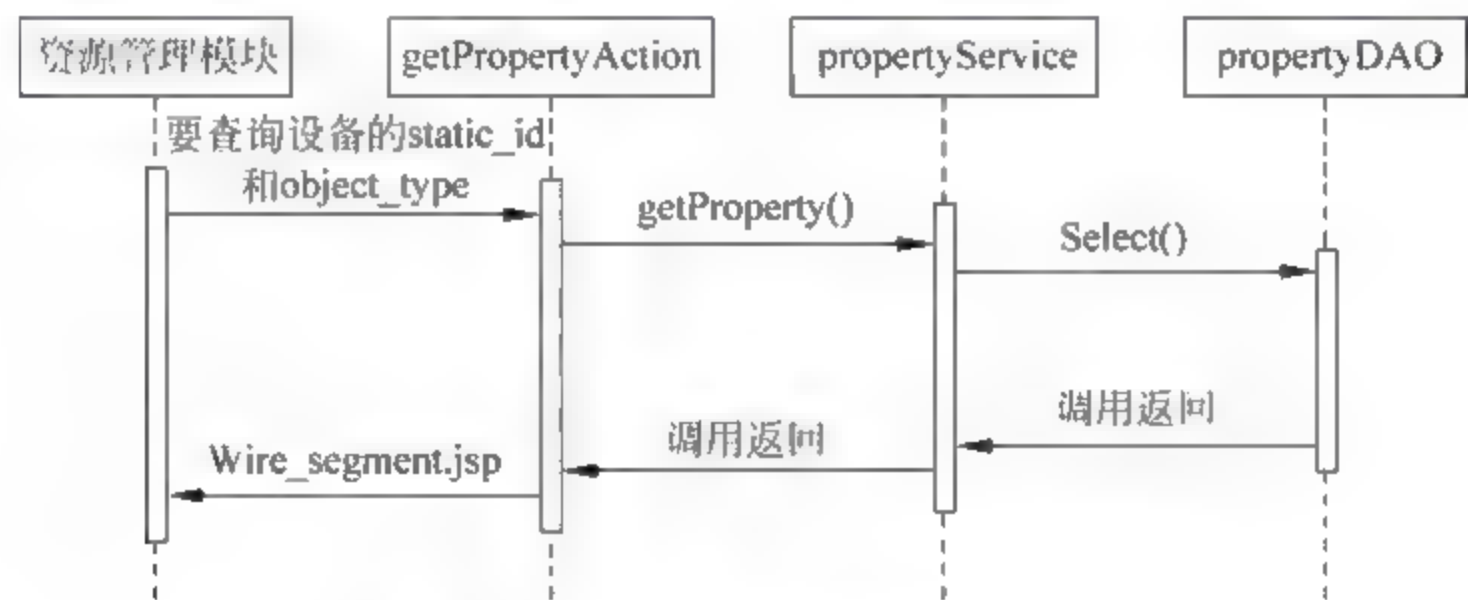 资源管理模块
getPropertyAction
propertyService
propertyDAO
要查询设备的static_id
和object_type
getProperty()
Select()
调用返回
调用返回
Wire_segment.jsp